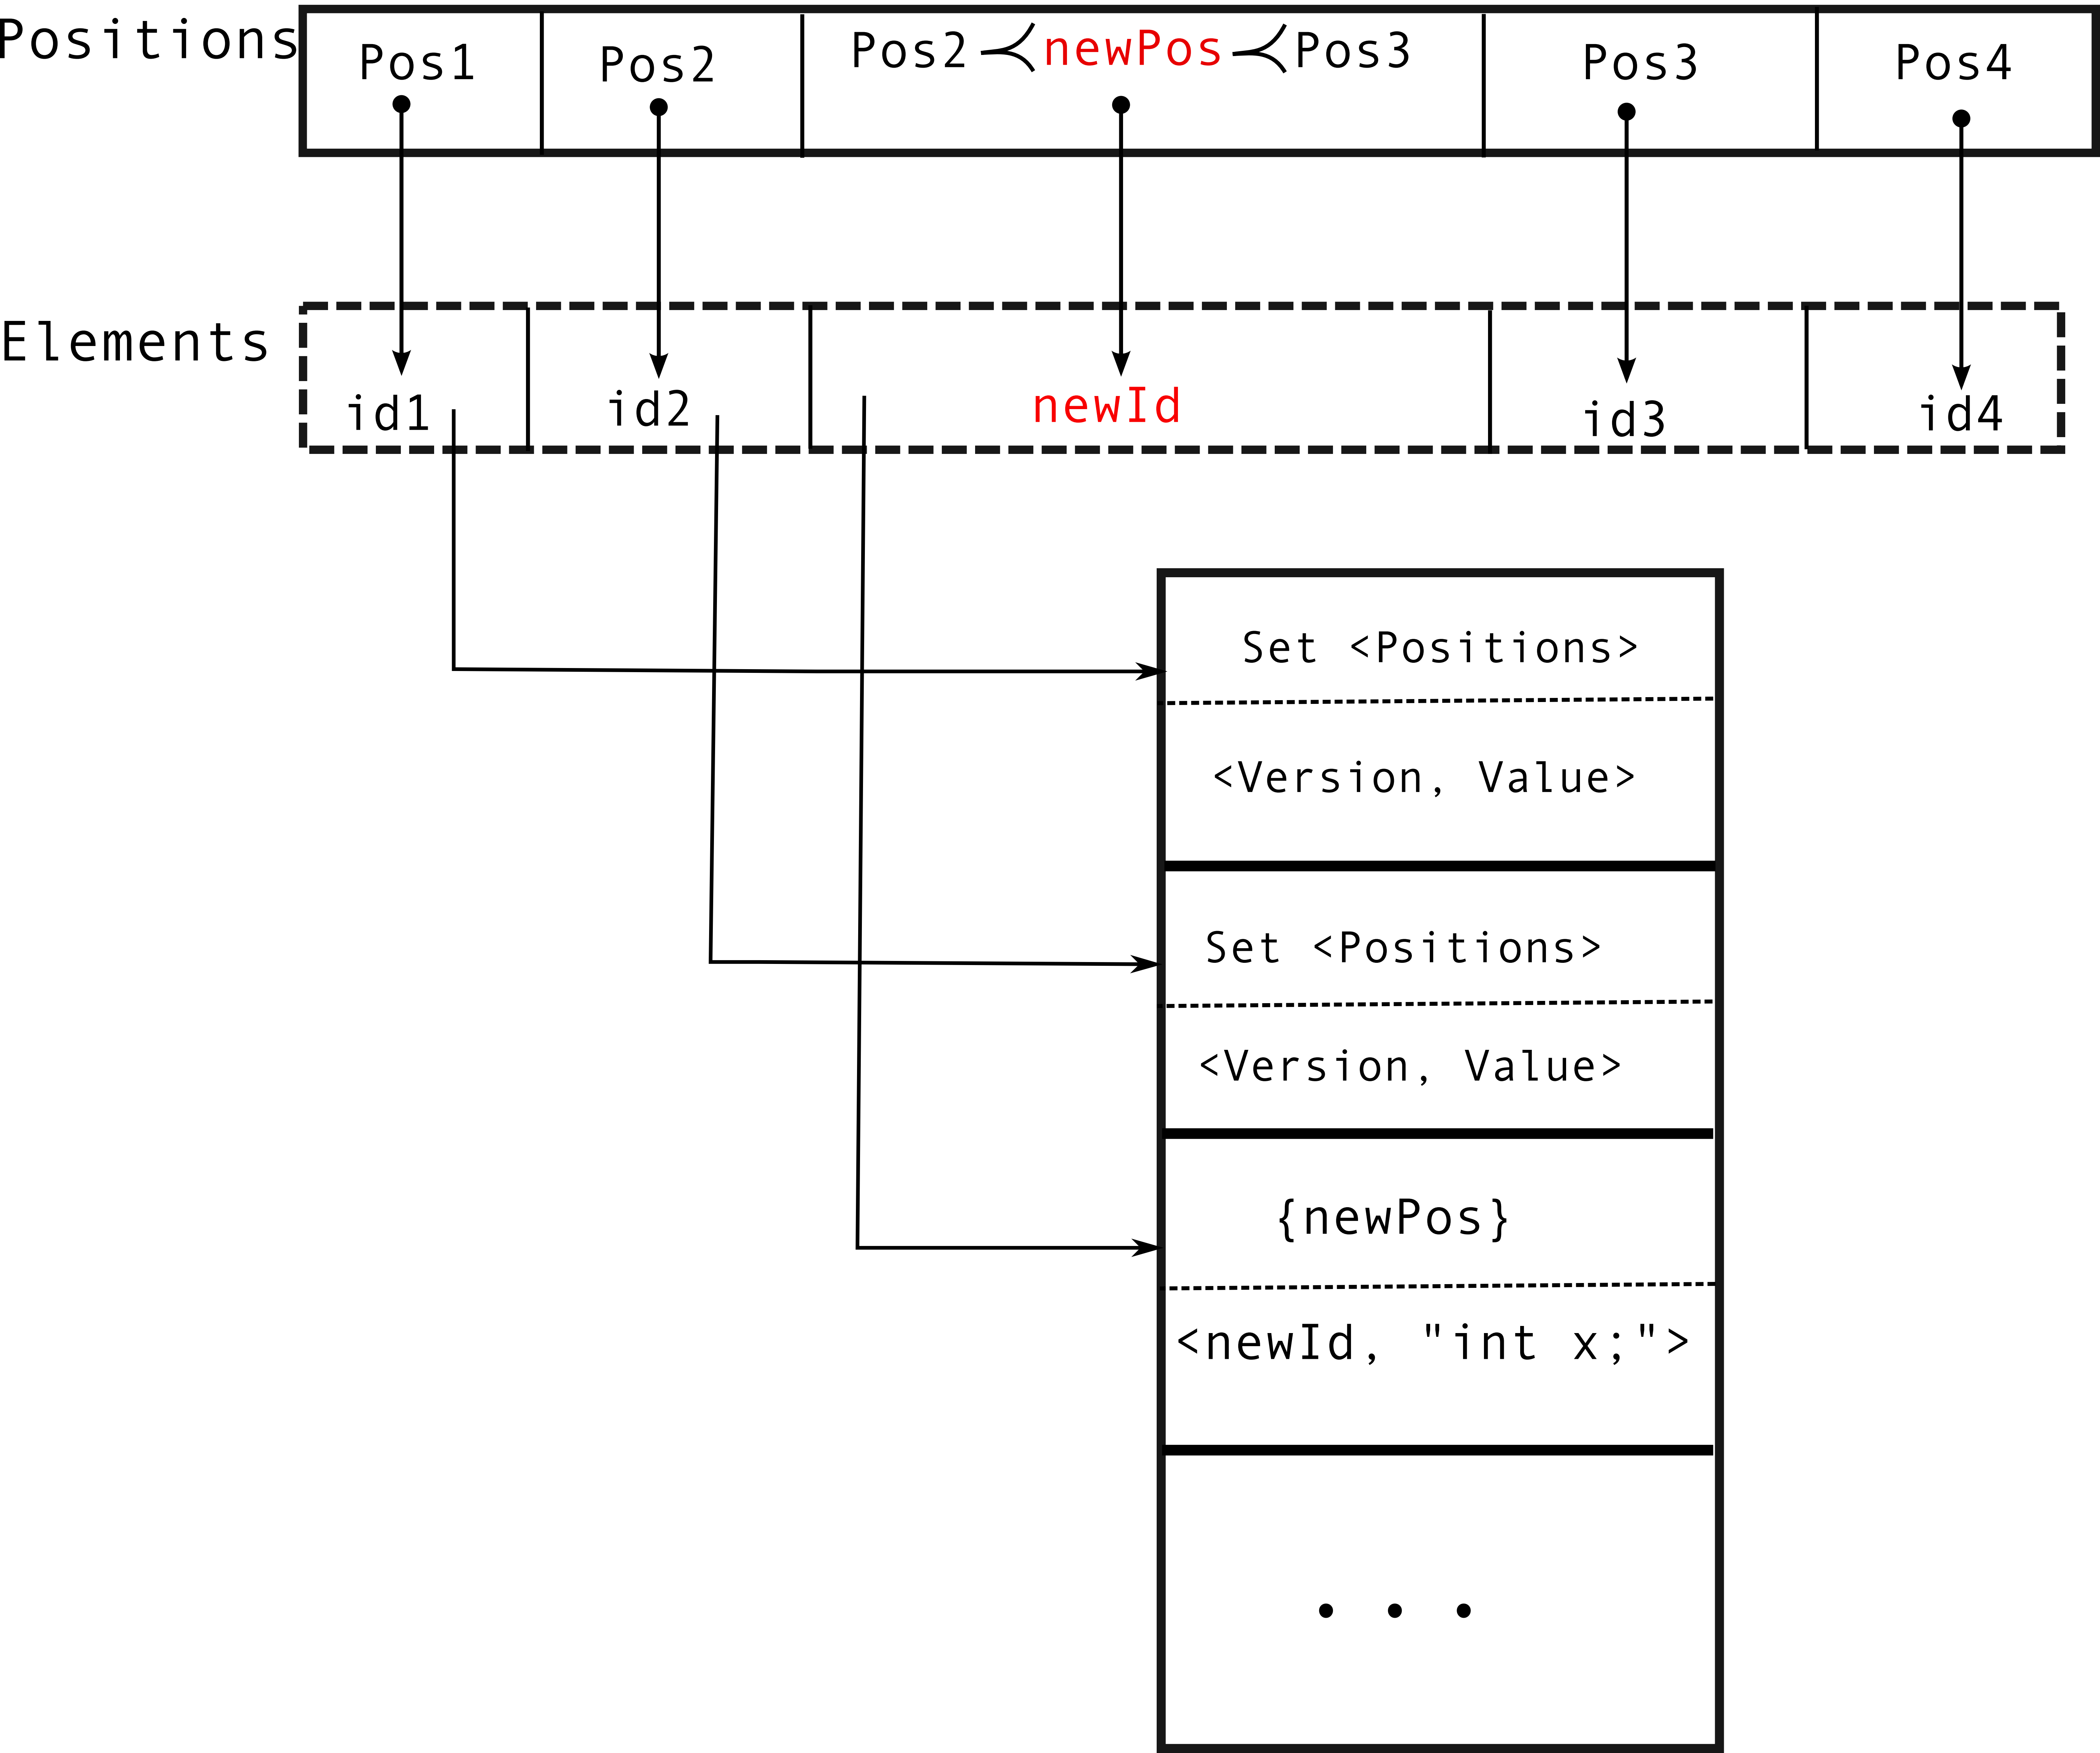 Positions
Pos1
Pos2
Pos2 ≺ newPos ≺ Pos3
Pos3
Pos4
Elements
id1
id2
newId
id3
id4
Set <Positions>
<Version, Value>
Set <Positions>
<Version, Value>
{newPos}
<newId, "int x;">
. . .